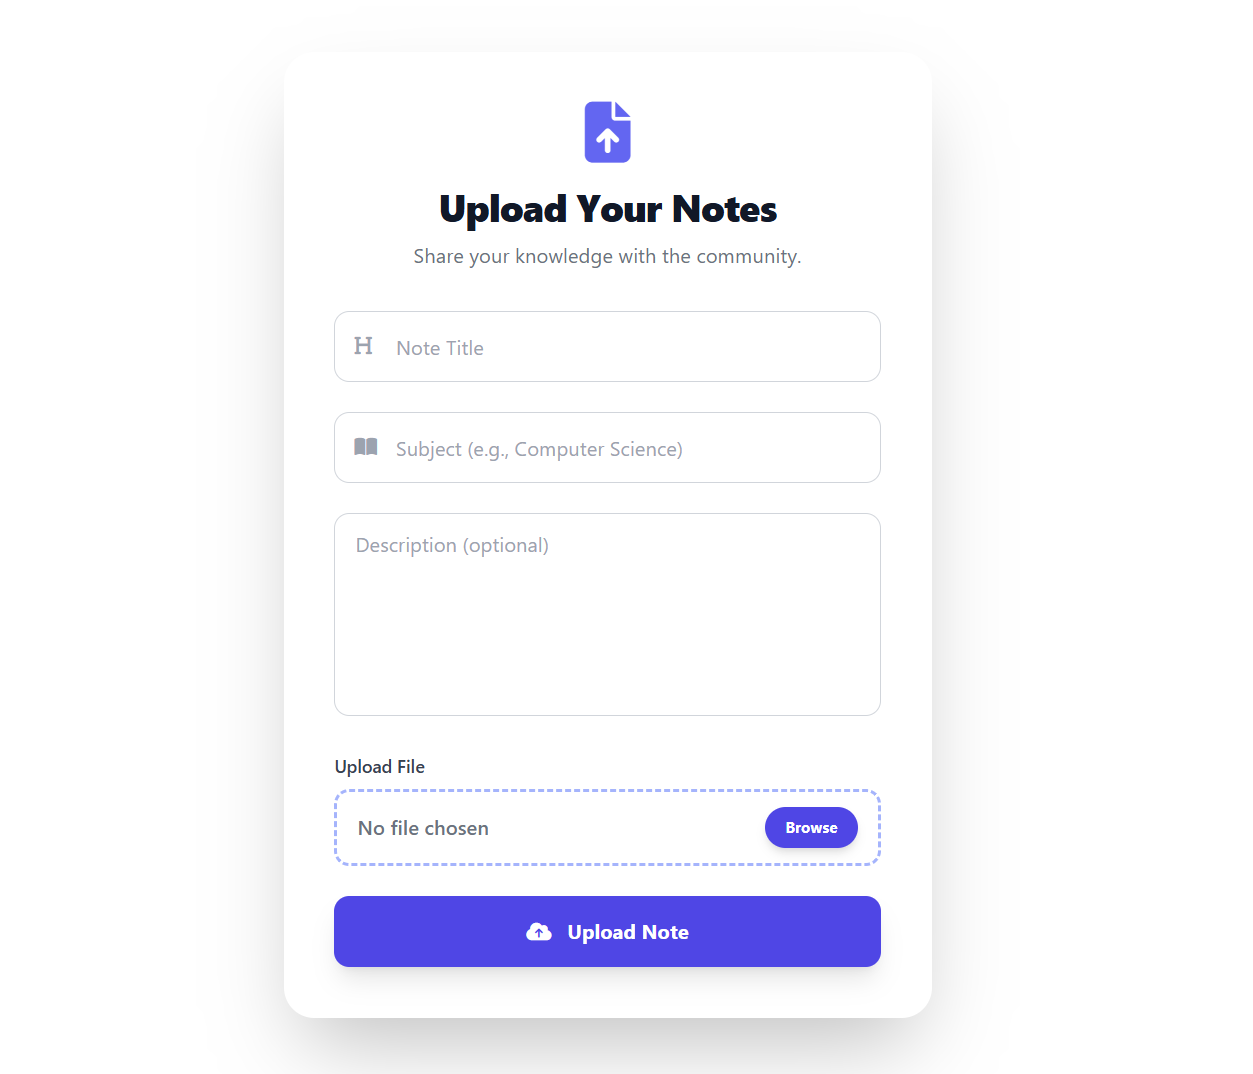 Upload Your Notes
Share your knowledge with the community.
Note Title
Subject (e.g., Computer Science)
Description (optional)
Upload File
No file chosen
Browse
Upload Note